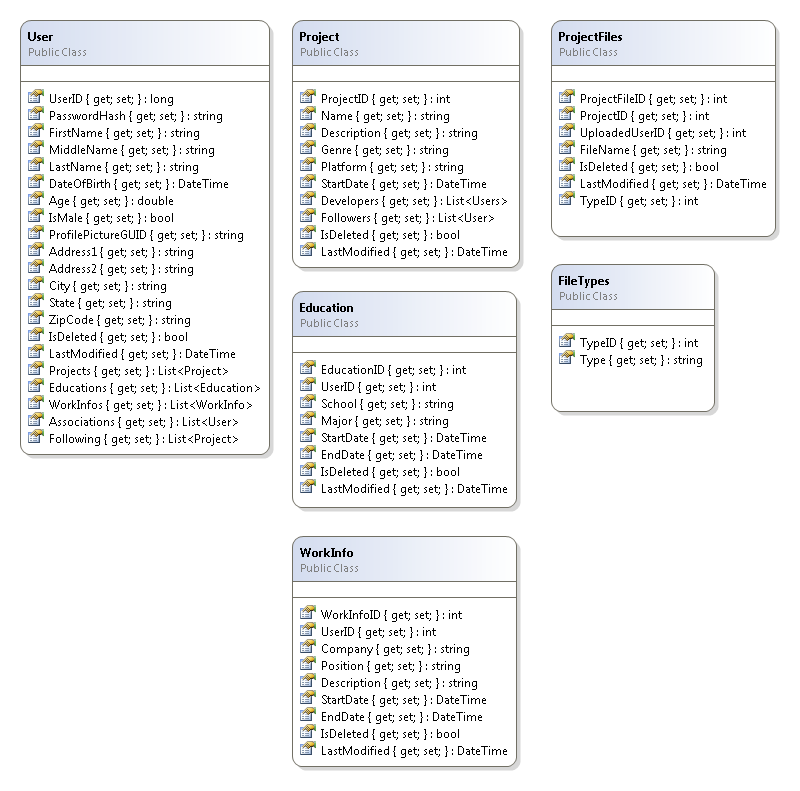 User
Public Class
UserID { get; set; } : long
PasswordHash { get; set; } : string
FirstName { get; set; } : string
MiddleName { get; set; } : string
LastName { get; set; } : string
DateOfBirth { get; set; } : DateTime
Age { get; set; } : double
IsMale { get; set; } : bool
ProfilePictureGUID { get; set; } : string
Address1 { get; set; } : string
Address2 { get; set; } : string
City { get; set; } : string
State { get; set; } : string
ZipCode { get; set; } : string
IsDeleted { get; set; } : bool
LastModified { get; set; } : DateTime
Projects { get; set; } : List<Project>
Educations { get; set; } : List<Education>
WorkInfos { get; set; } : List<WorkInfo>
Associations { get; set; } : List<User>
Following { get; set; } : List<Project>
Project
Public Class
ProjectID { get; set; } : int
Name { get; set; } : string
Description { get; set; } : string
Genre { get; set; } : string
Platform { get; set; } : string
StartDate { get; set; } : DateTime
Developers { get; set; } : List<Users>
Followers { get; set; } : List<User>
IsDeleted { get; set; } : bool
LastModified { get; set; } : DateTime
Education
Public Class
EducationID { get; set; } : int
UserID { get; set; } : int
School { get; set; } : string
Major { get; set; } : string
StartDate { get; set; } : DateTime
EndDate { get; set; } : DateTime
IsDeleted { get; set; } : bool
LastModified { get; set; } : DateTime
WorkInfo
Public Class
WorkInfoID { get; set; } : int
UserID { get; set; } : int
Company { get; set; } : string
Position { get; set; } : string
Description { get; set; } : string
StartDate { get; set; } : DateTime
EndDate { get; set; } : DateTime
IsDeleted { get; set; } : bool
LastModified { get; set; } : DateTime
ProjectFiles
Public Class
ProjectFileID { get; set; } : int
ProjectID { get; set; } : int
UploadedUserID { get; set; } : int
FileName { get; set; } : string
IsDeleted { get; set; } : bool
LastModified { get; set; } : DateTime
TypeID { get; set; } : int
FileTypes
Public Class
TypeID { get; set; } : int
Type { get; set; } : string